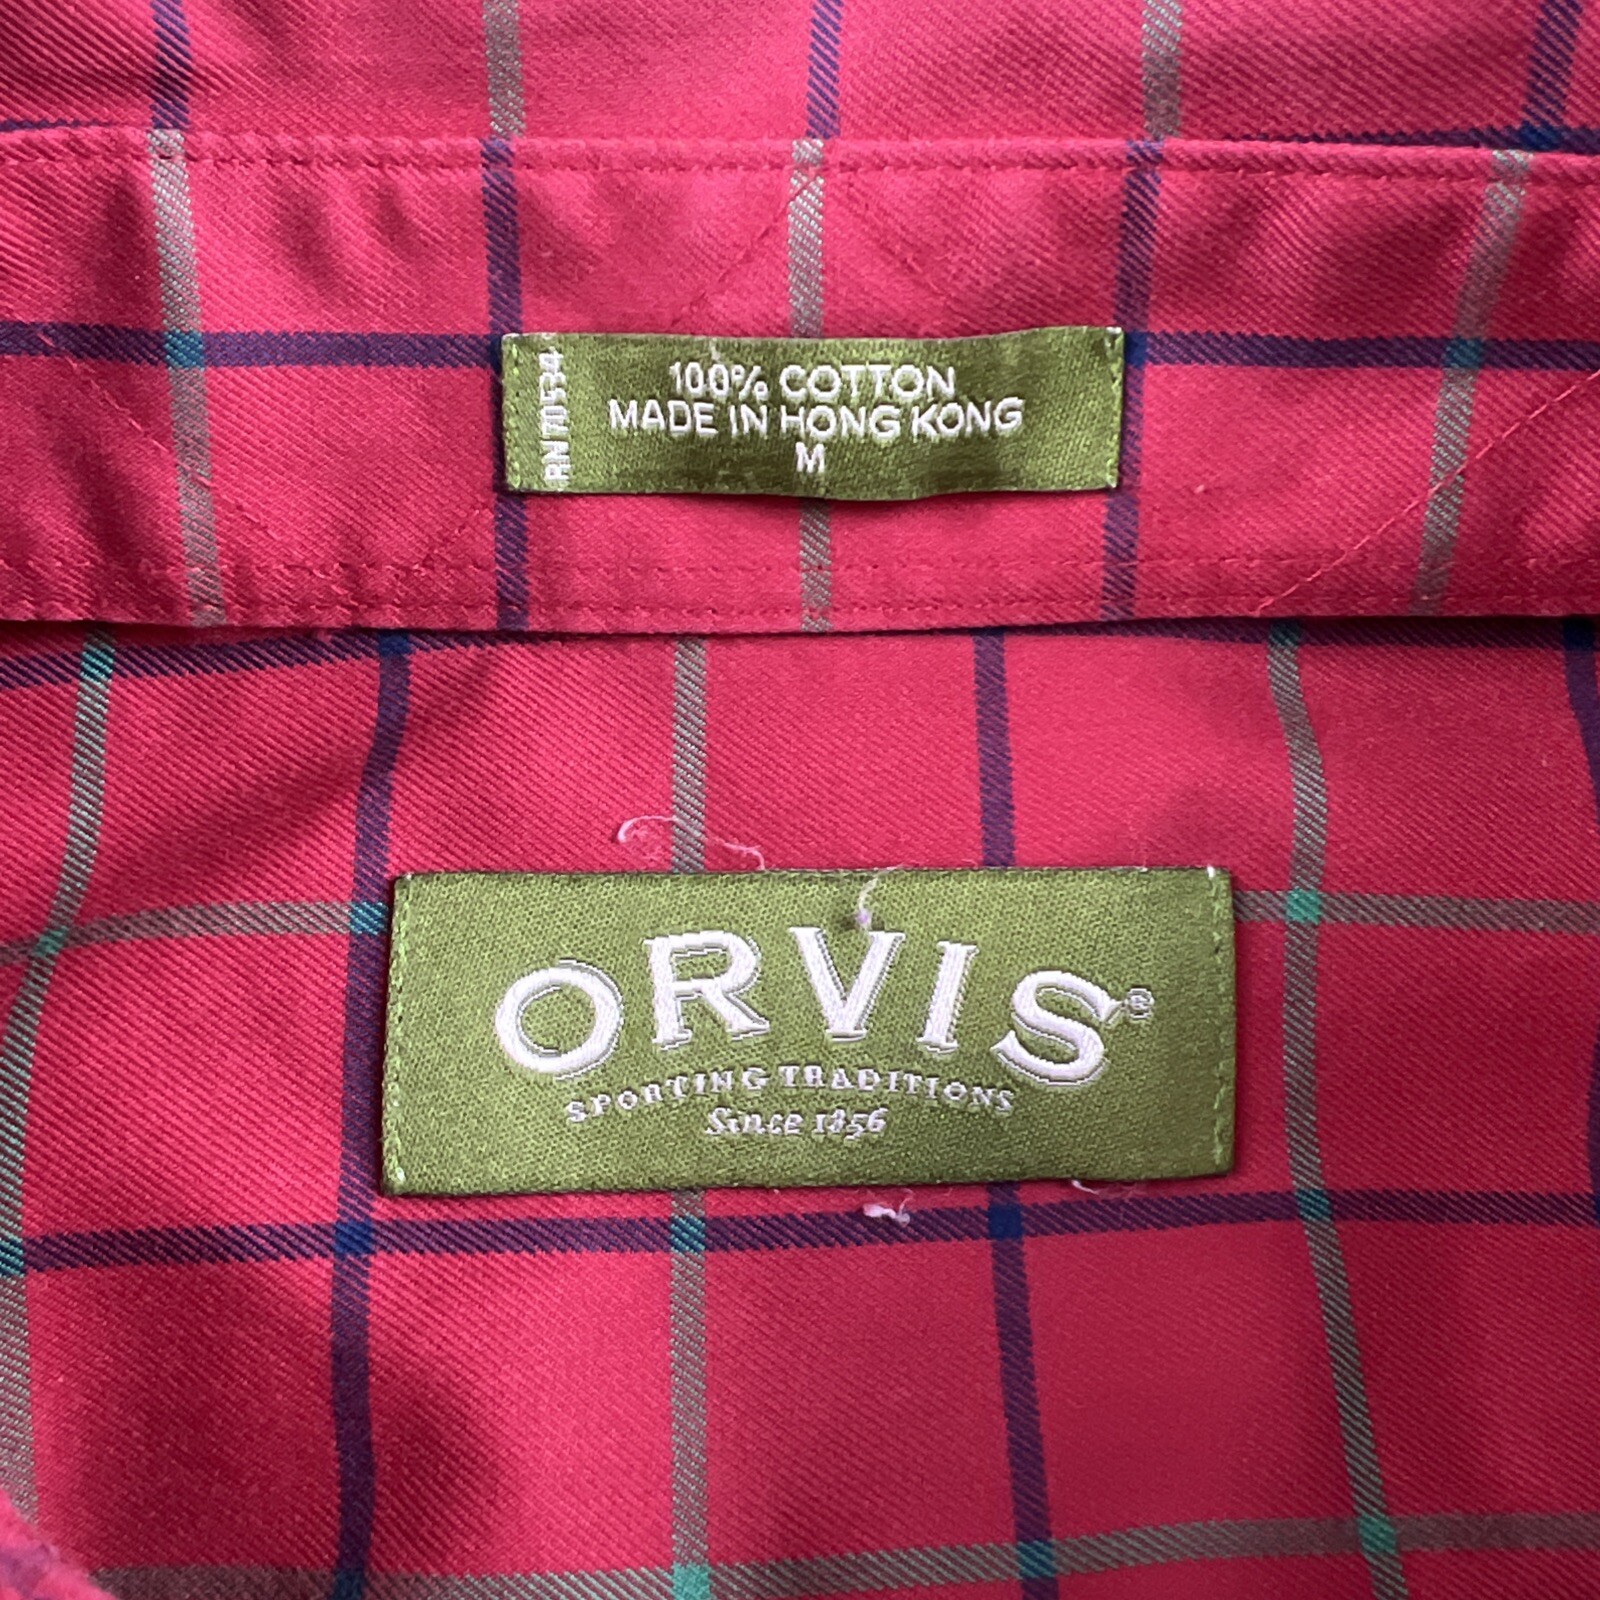 RN70534
100% COTTON
MADE IN HONG KONG
M
ORVIS®
SPORTING TRADITIONS
Since 1856